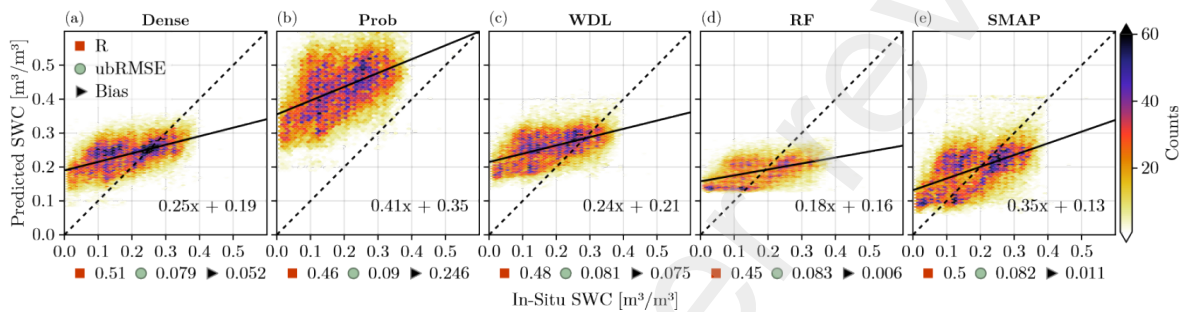 (a) Dense
(b) Prob
(c) WDL
(d) RF
(e) SMAP
R
ubRMSE
Bias
Predicted SWC [m³/m³]
0.5
0.4
0.3
0.2
0.1
0.0
0.25x + 0.19
0.41x + 0.35
0.24x + 0.21
0.18x + 0.16
0.35x + 0.13
0.0 0.1 0.2 0.3 0.4 0.5
0.0 0.1 0.2 0.3 0.4 0.5
0.0 0.1 0.2 0.3 0.4 0.5
0.0 0.1 0.2 0.3 0.4 0.5
0.0 0.1 0.2 0.3 0.4 0.5
0.51 0.079 0.052
0.46 0.09 0.246
0.48 0.081 0.075
0.45 0.083 0.006
0.5 0.082 0.011
In-Situ SWC [m³/m³]
60
40
20
Counts